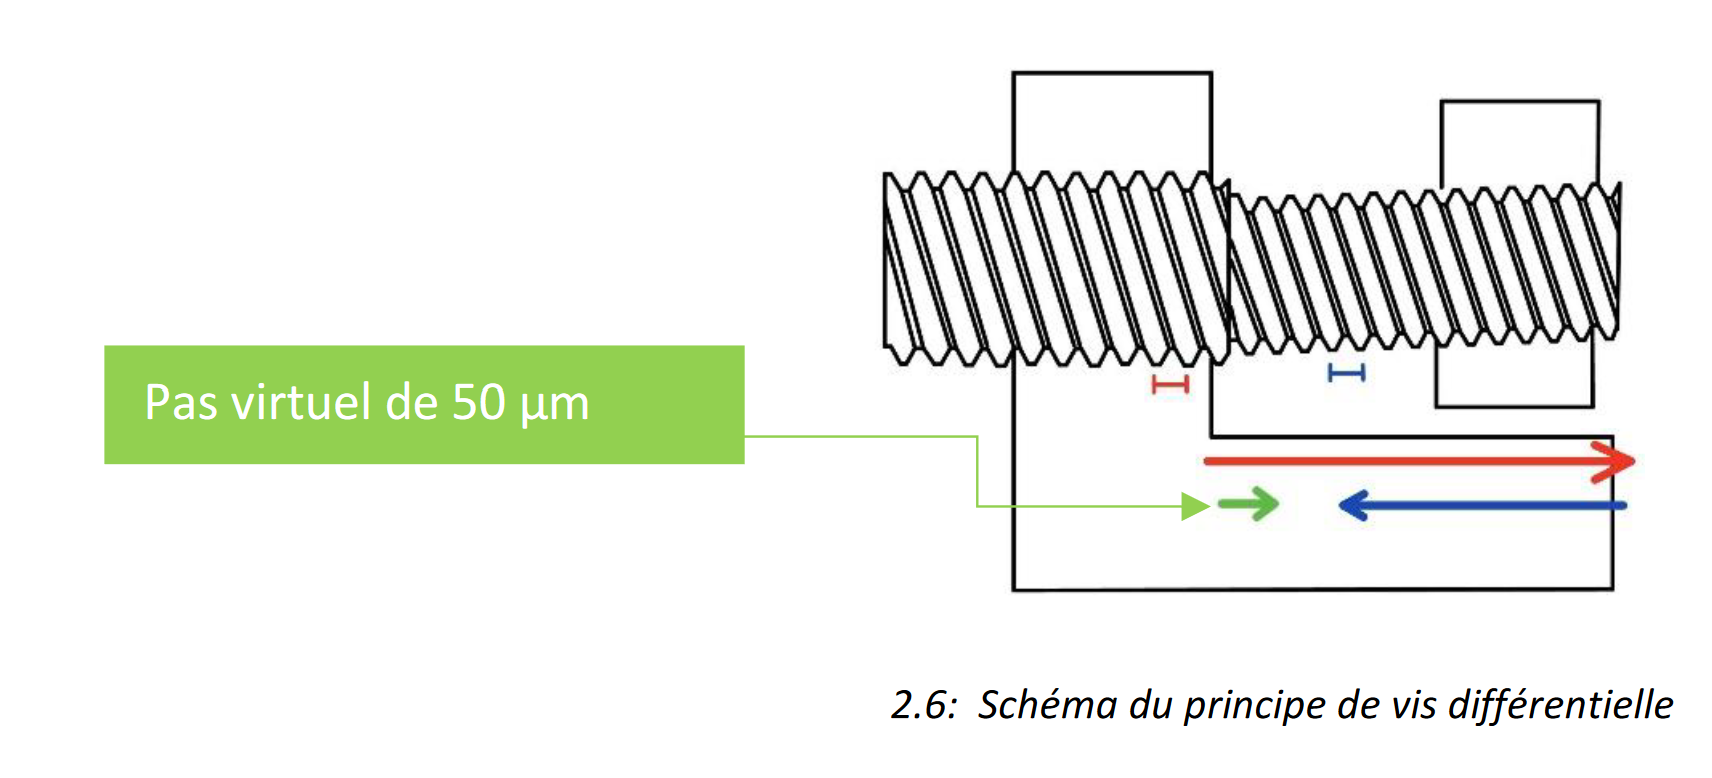 Pas virtuel de 50 µm
2.6:  Schéma du principe de vis différentielle